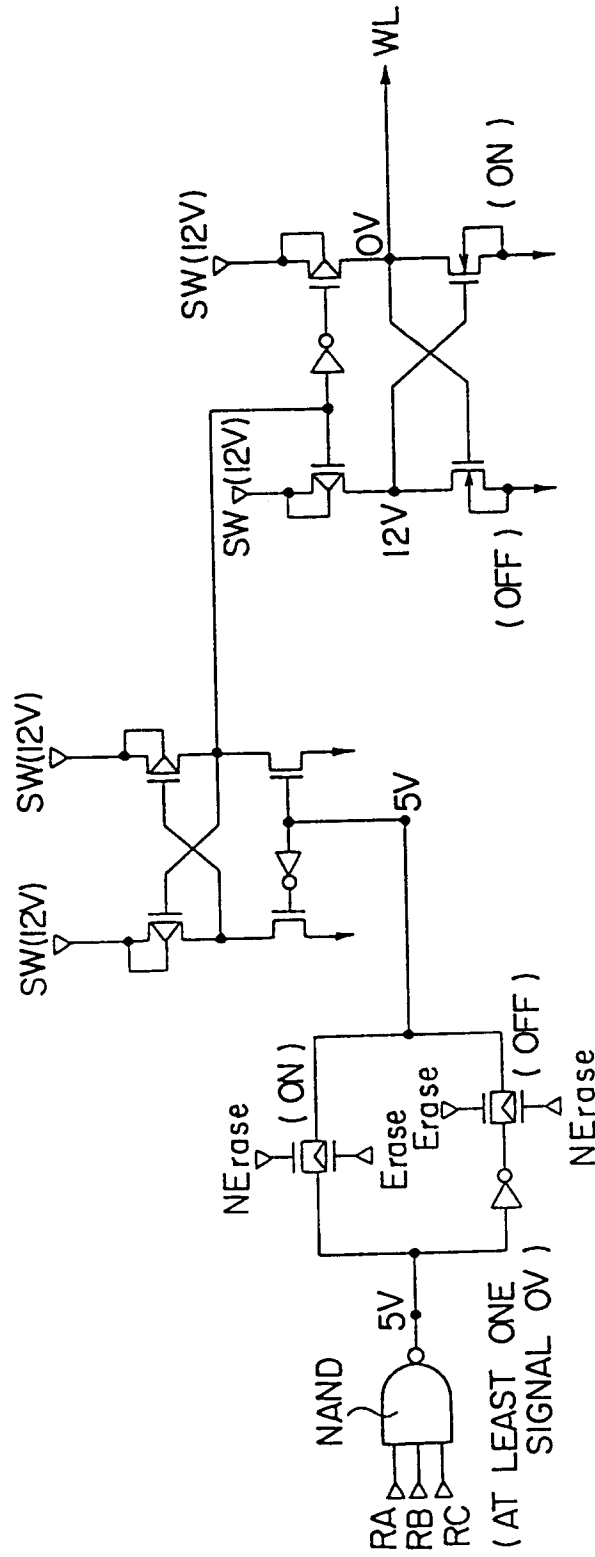 SW(12V)
SW(12V)
SW(12V)
SW (12V)
0V
WL
12V
(ON)
(OFF)
NErase
(ON)
Erase
5V
Erase
(OFF)
NErase
NAND
5V
RA
RB
RC
(AT LEAST ONE
SIGNAL 0V)